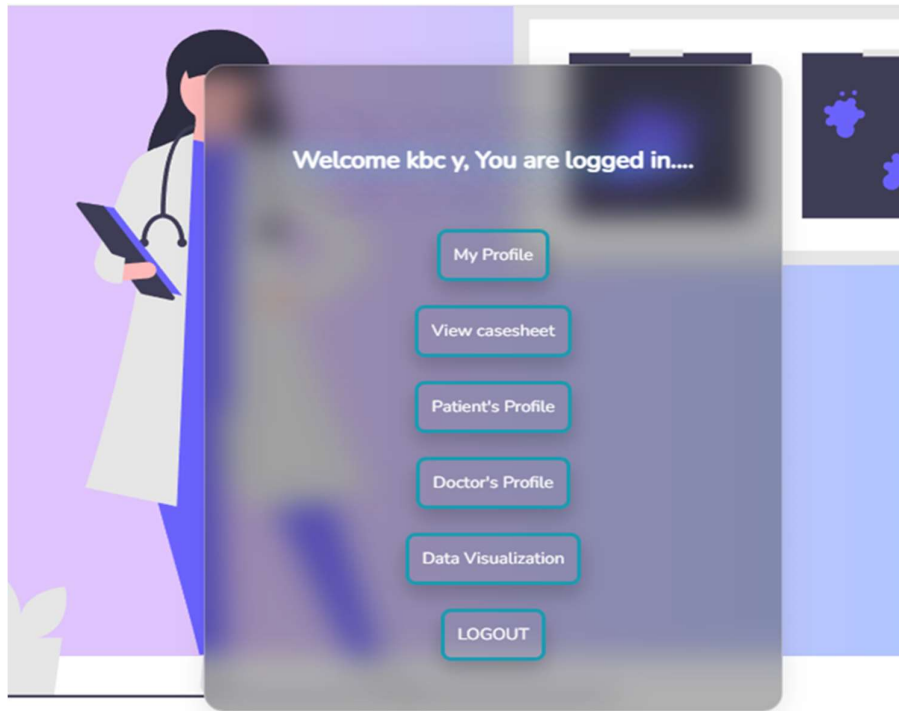 Welcome kbc y, You are logged in....
My Profile
View casesheet
Patient's Profile
Doctor's Profile
Data Visualization
LOGOUT